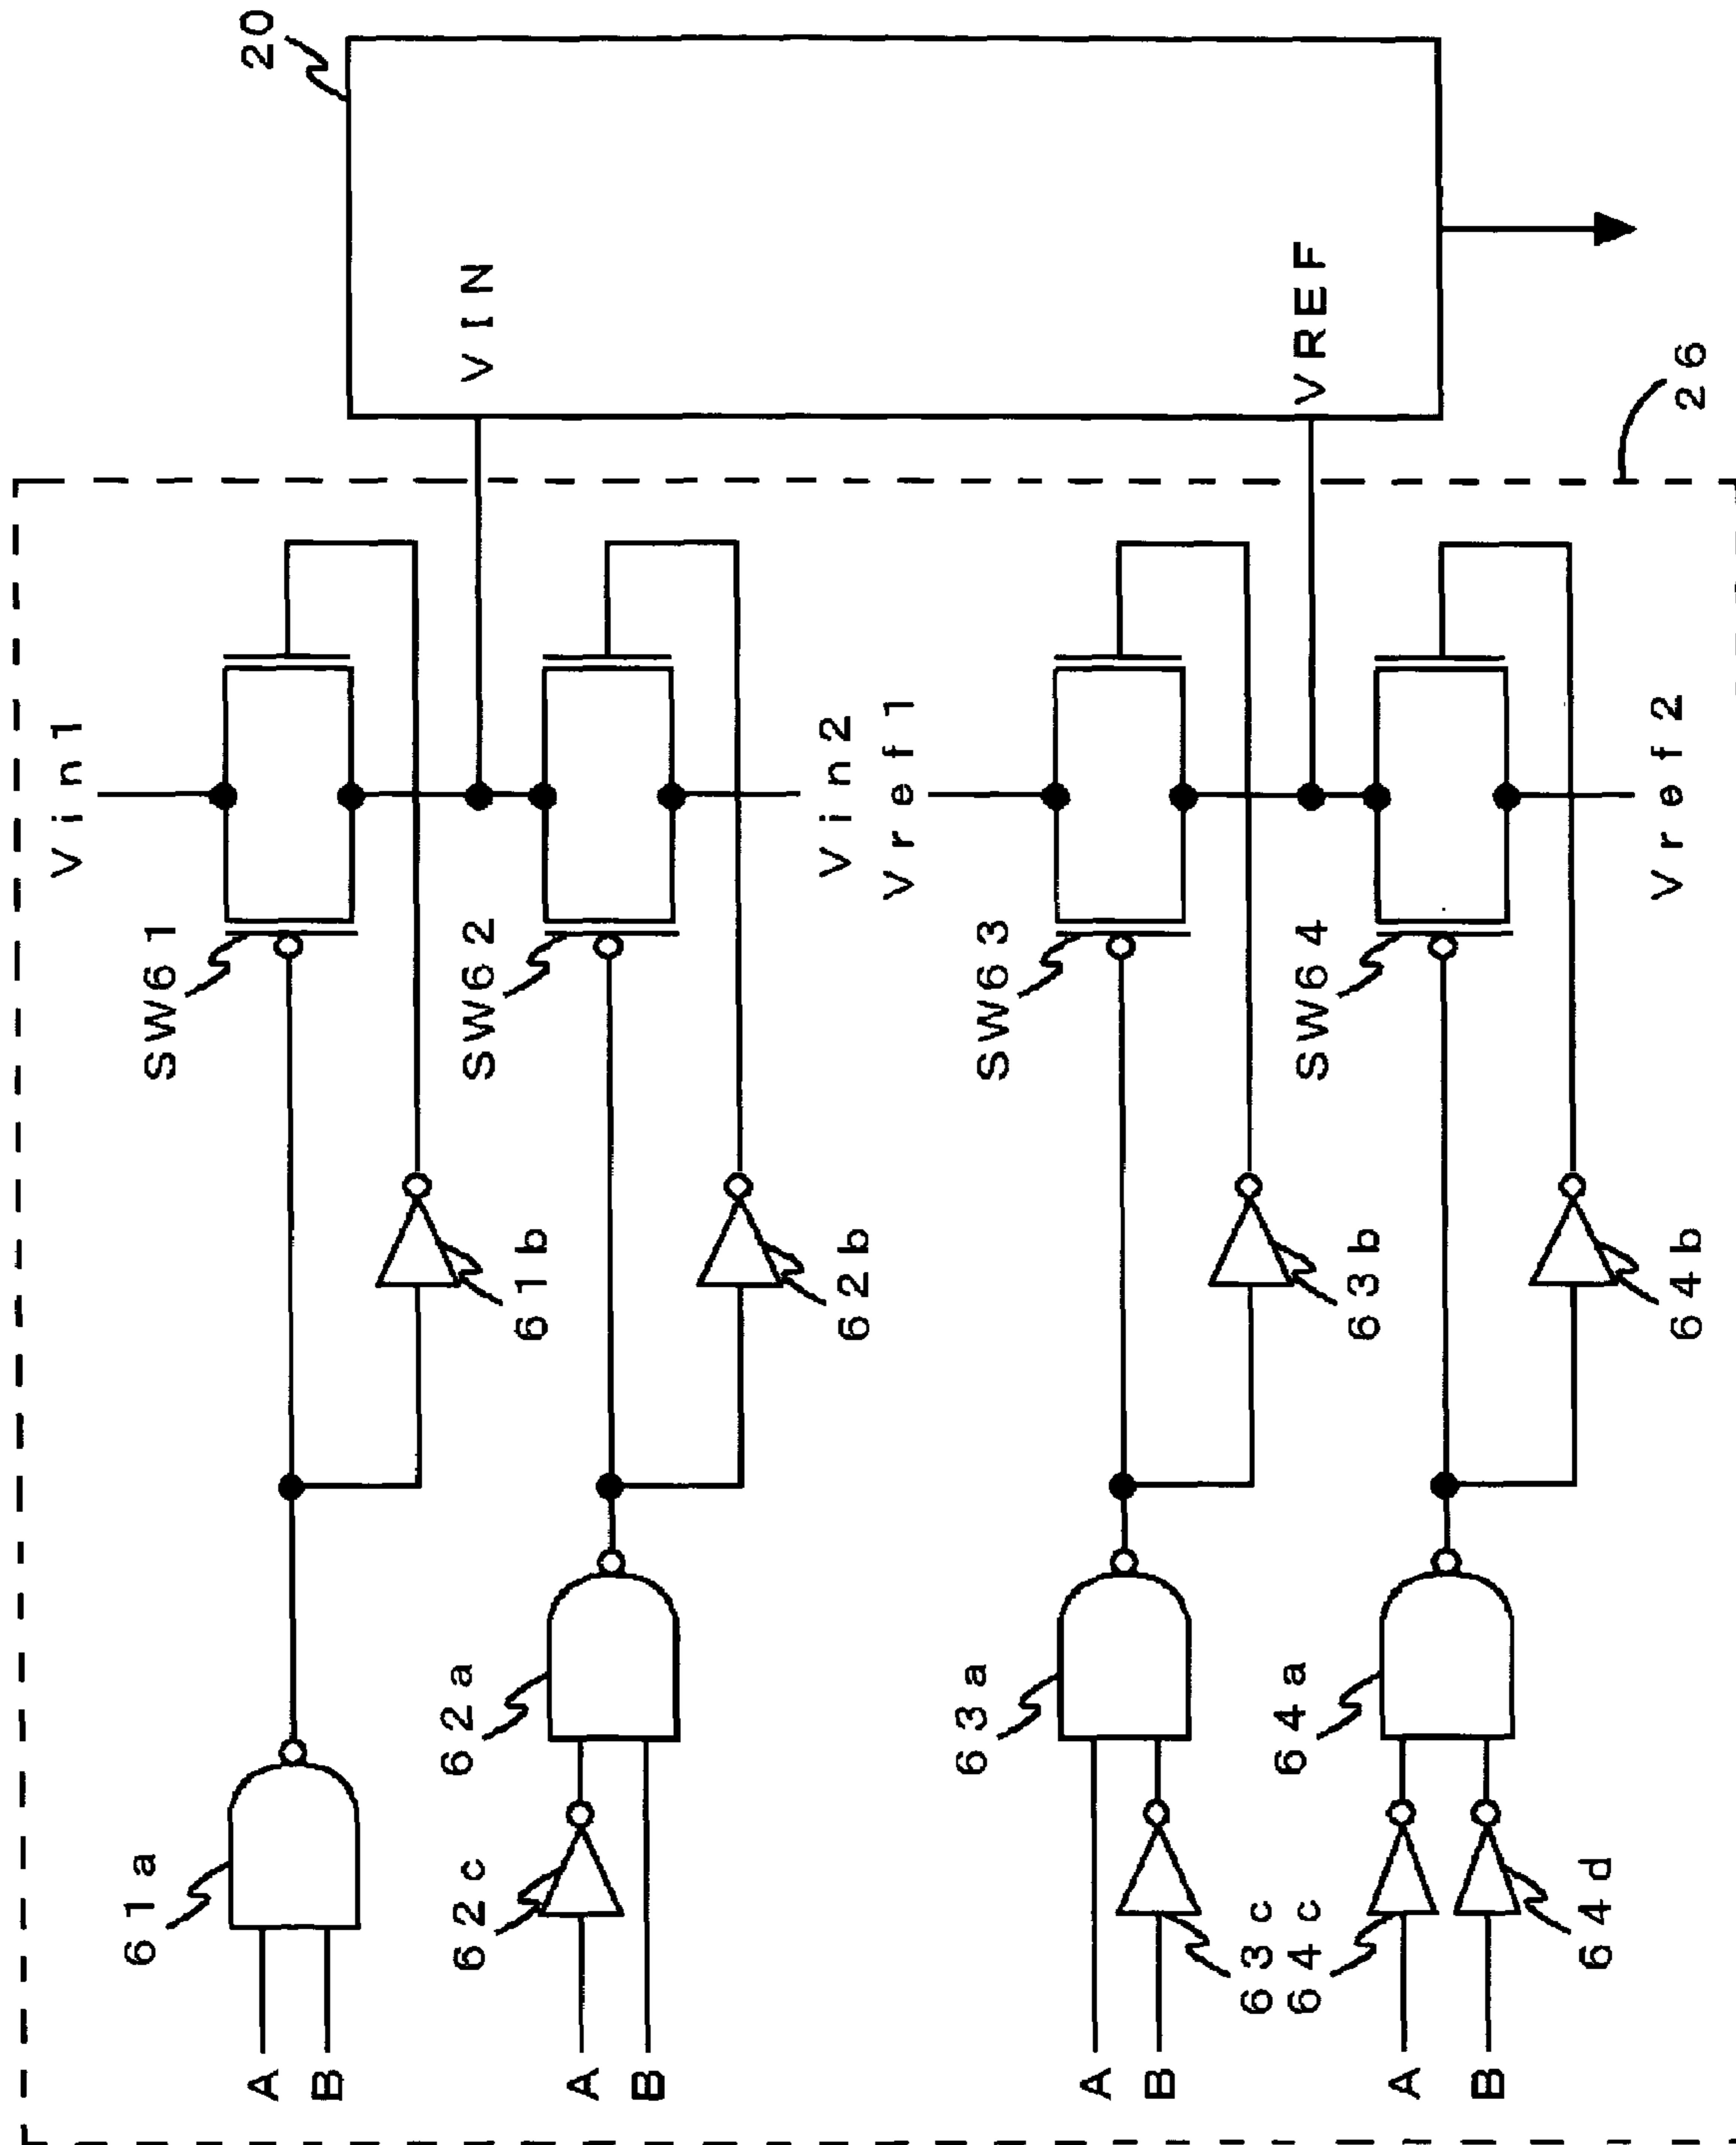 20
VIN
VREF
26
Vin1
SW61
61b
SW62
62b
Vin2
Vref1
SW63
63b
SW64
64b
Vref2
61a
A
B
62a
62c
A
B
63a
63c
A
B
64a
64c
64d
A
B